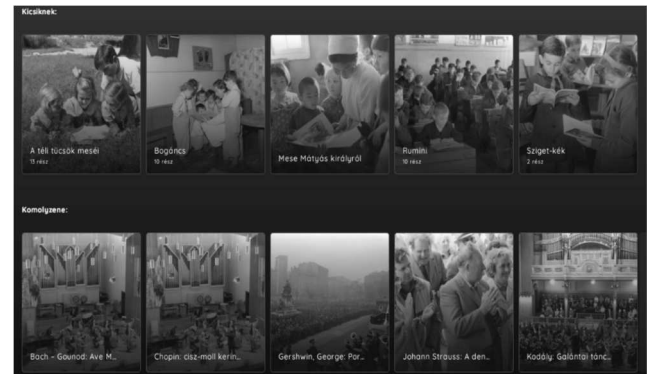 Kicsiknek:
A téli tücsök meséi
13 rész
Bogáncs
10 rész
Mese Mátyás királyról
Rumini
10 rész
Sziget-kék
2 rész
Komolyzene:
Bach – Gounod: Ave M...
Chopin: cisz-moll kerin...
Gershwin, George: Por...
Johann Strauss: A den...
Kodály: Galántai tánc...